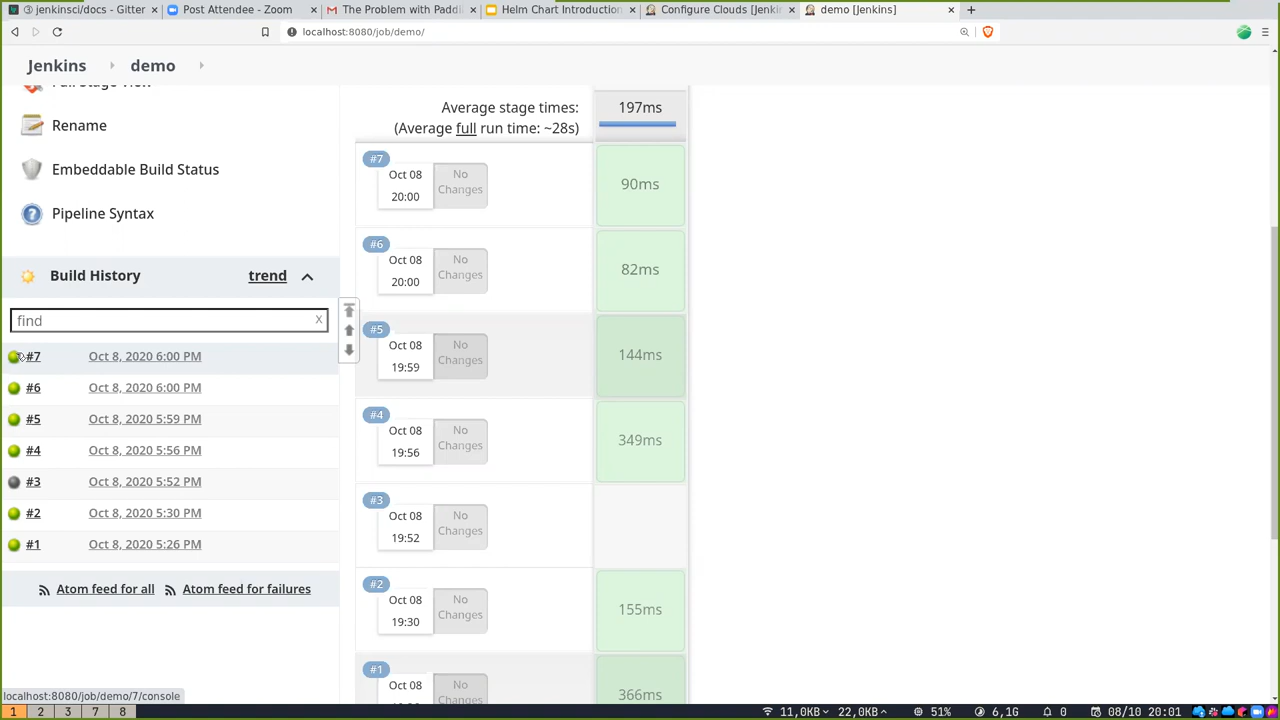 ③ jenkinsci/docs - Gitter
Post Attendee - Zoom
The Problem with Paddi
Helm Chart Introduction
Configure Clouds [Jenkin
demo [Jenkins]
localhost:8080/job/demo/
Jenkins
demo
Full Stage View
Rename
Embeddable Build Status
Pipeline Syntax
Build History
trend
find
X
#7 Oct 8, 2020 6:00 PM
#6 Oct 8, 2020 6:00 PM
#5 Oct 8, 2020 5:59 PM
#4 Oct 8, 2020 5:56 PM
#3 Oct 8, 2020 5:52 PM
#2 Oct 8, 2020 5:30 PM
#1 Oct 8, 2020 5:26 PM
Atom feed for all
Atom feed for failures
Average stage times:
(Average full run time: ~28s)
197ms
#7
Oct 08
20:00
No
Changes
90ms
#6
Oct 08
20:00
No
Changes
82ms
#5
Oct 08
19:59
No
Changes
144ms
#4
Oct 08
19:56
No
Changes
349ms
#3
Oct 08
19:52
No
Changes
#2
Oct 08
19:30
No
Changes
155ms
#1
Oct 08
No
Changes
366ms
localhost:8080/job/demo/7/console
1 2 3 7 8
11,0KB 22,0KB 51% 6,1G 0 08/10 20:01